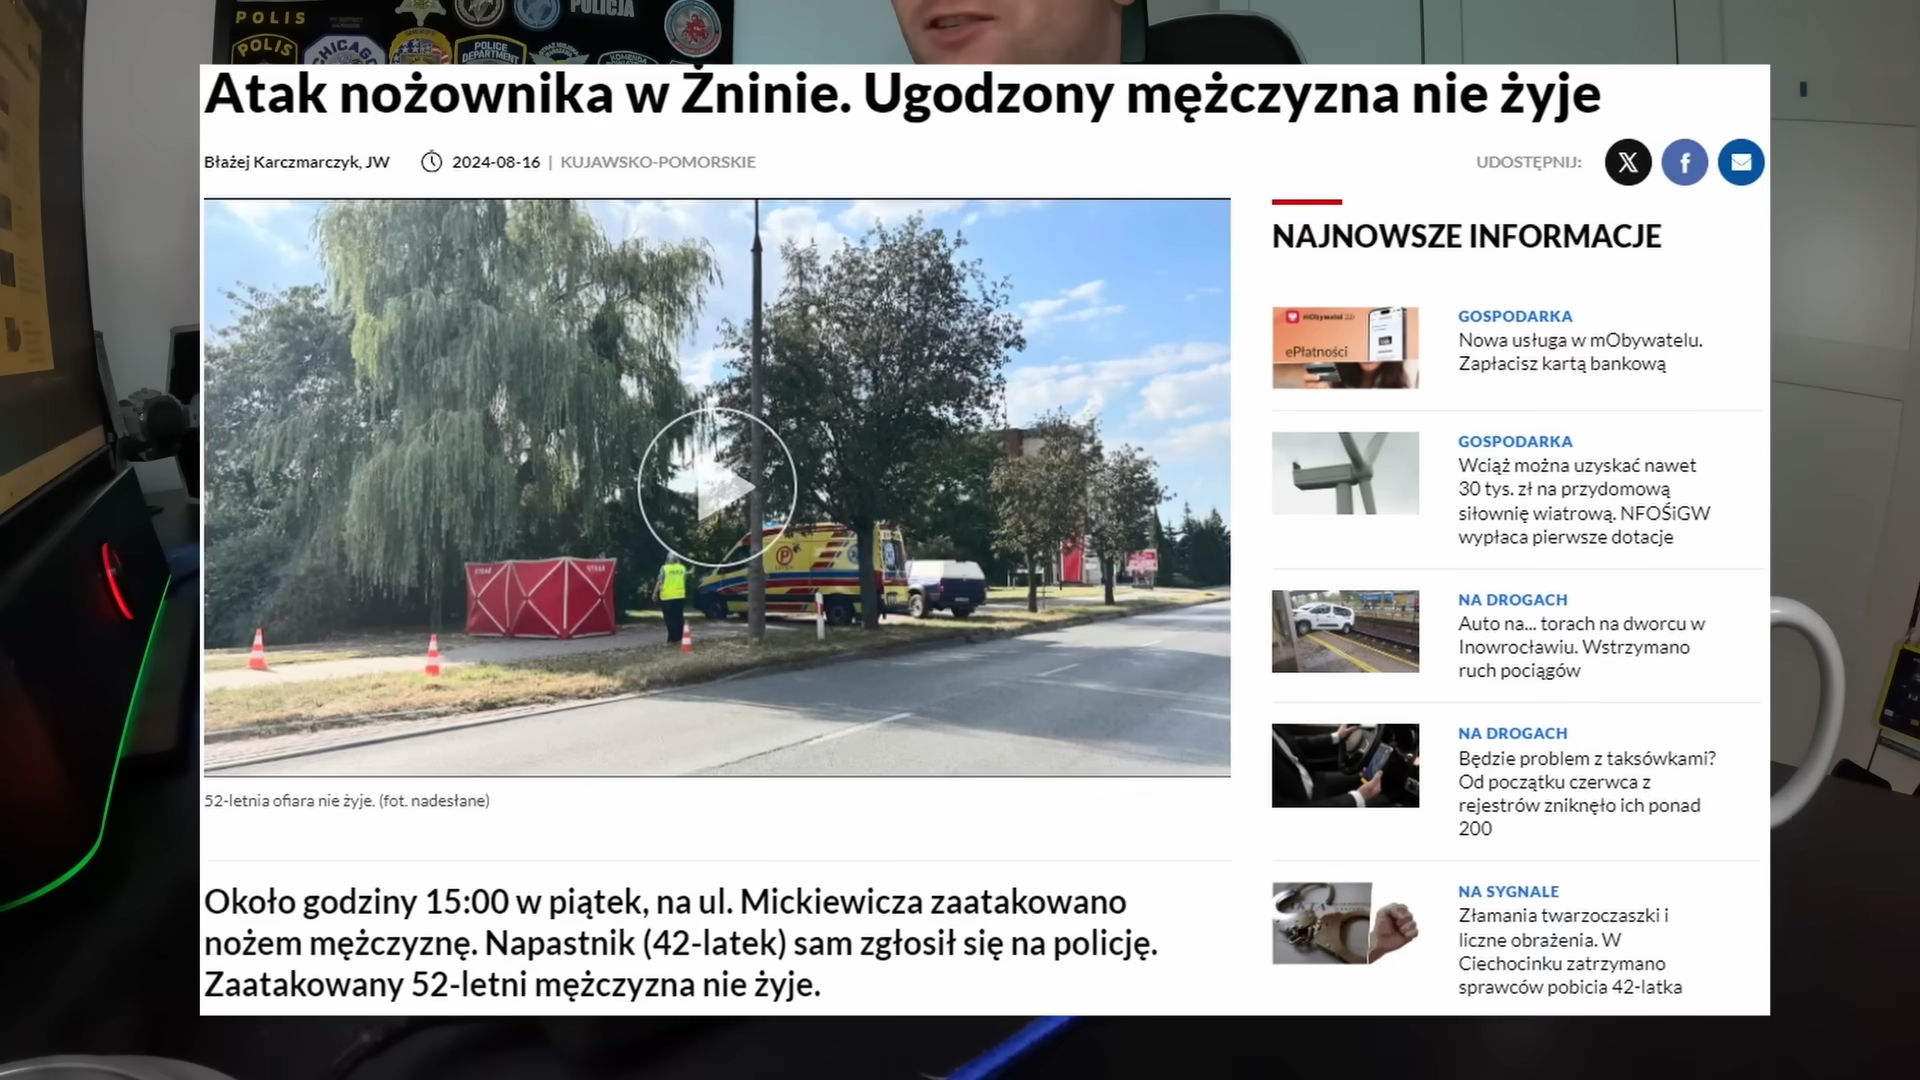 POLIS
POLICJA
POLIS
CHICAGO
POLICE
DEPARTMENT
Atak nożownika w Żninie. Ugodzony mężczyzna nie żyje
Błażej Karczmarczyk, JW
2024-08-16 | KUJAWSKO-POMORSKIE
UDOSTĘPNIJ:
STRAŻ
STRAŻ
52-letnia ofiara nie żyje. (fot. nadesłane)
Około godziny 15:00 w piątek, na ul. Mickiewicza zaatakowano
nożem mężczyznę. Napastnik (42-latek) sam zgłosił się na policję.
Zaatakowany 52-letni mężczyzna nie żyje.
NAJNOWSZE INFORMACJE
mObywatel 2.0
ePłatności
GOSPODARKA
Nowa usługa w mObywatelu.
Zapłacisz kartą bankową
GOSPODARKA
Wciąż można uzyskać nawet
30 tys. zł na przydomową
siłownię wiatrową. NFOŚiGW
wypłaca pierwsze dotacje
NA DROGACH
Auto na... torach na dworcu w
Inowrocławiu. Wstrzymano
ruch pociągów
NA DROGACH
Będzie problem z taksówkami?
Od początku czerwca z
rejestrów zniknęło ich ponad
200
NA SYGNALE
Złamania twarzoczaszki i
liczne obrażenia. W
Ciechocinku zatrzymano
sprawców pobicia 42-latka